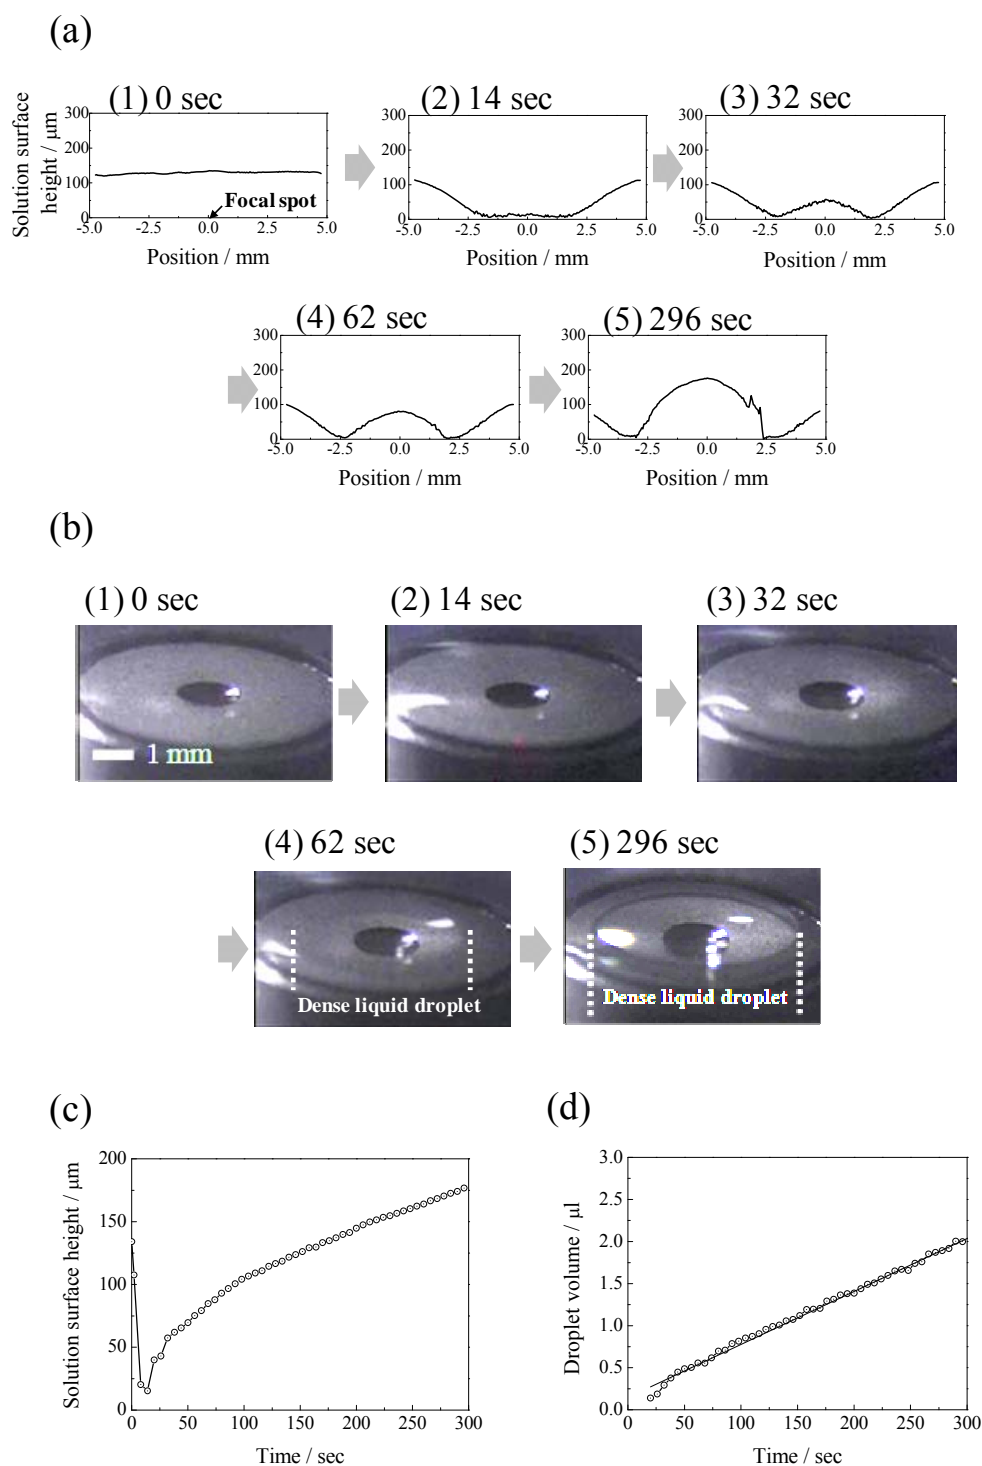 (a)
(1) 0 sec
Solution surface
height / μm
300
200
100
0
Focal spot
-5.0 -2.5 0.0 2.5 5.0
Position / mm
(2) 14 sec
300
200
100
0
-5.0 -2.5 0.0 2.5 5.0
Position / mm
(3) 32 sec
300
200
100
0
-5.0 -2.5 0.0 2.5 5.0
Position / mm
(4) 62 sec
300
200
100
0
-5.0 -2.5 0.0 2.5 5.0
Position / mm
(5) 296 sec
300
200
100
0
-5.0 -2.5 0.0 2.5 5.0
Position / mm
(b)
(1) 0 sec
1 mm
(2) 14 sec
(3) 32 sec
(4) 62 sec
Dense liquid droplet
(5) 296 sec
Dense liquid droplet
(c)
Solution surface height / μm
200
150
100
50
0
0 50 100 150 200 250 300
Time / sec
(d)
Droplet volume / μl
3.0
2.5
2.0
1.5
1.0
0.5
0.0
0 50 100 150 200 250 300
Time / sec